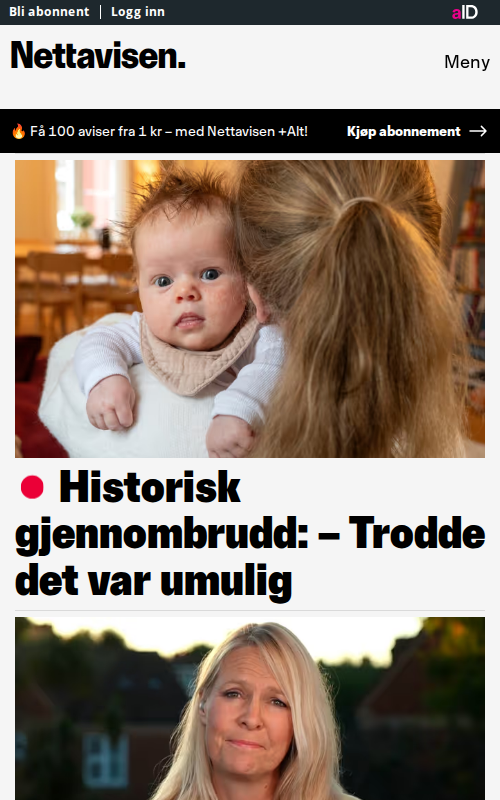 Bli abonnent | Logg inn
aID
Nettavisen.
Meny
🔥 Få 100 aviser fra 1 kr – med Nettavisen +Alt!
Kjøp abonnement →
Historisk
gjennombrudd: – Trodde
det var umulig